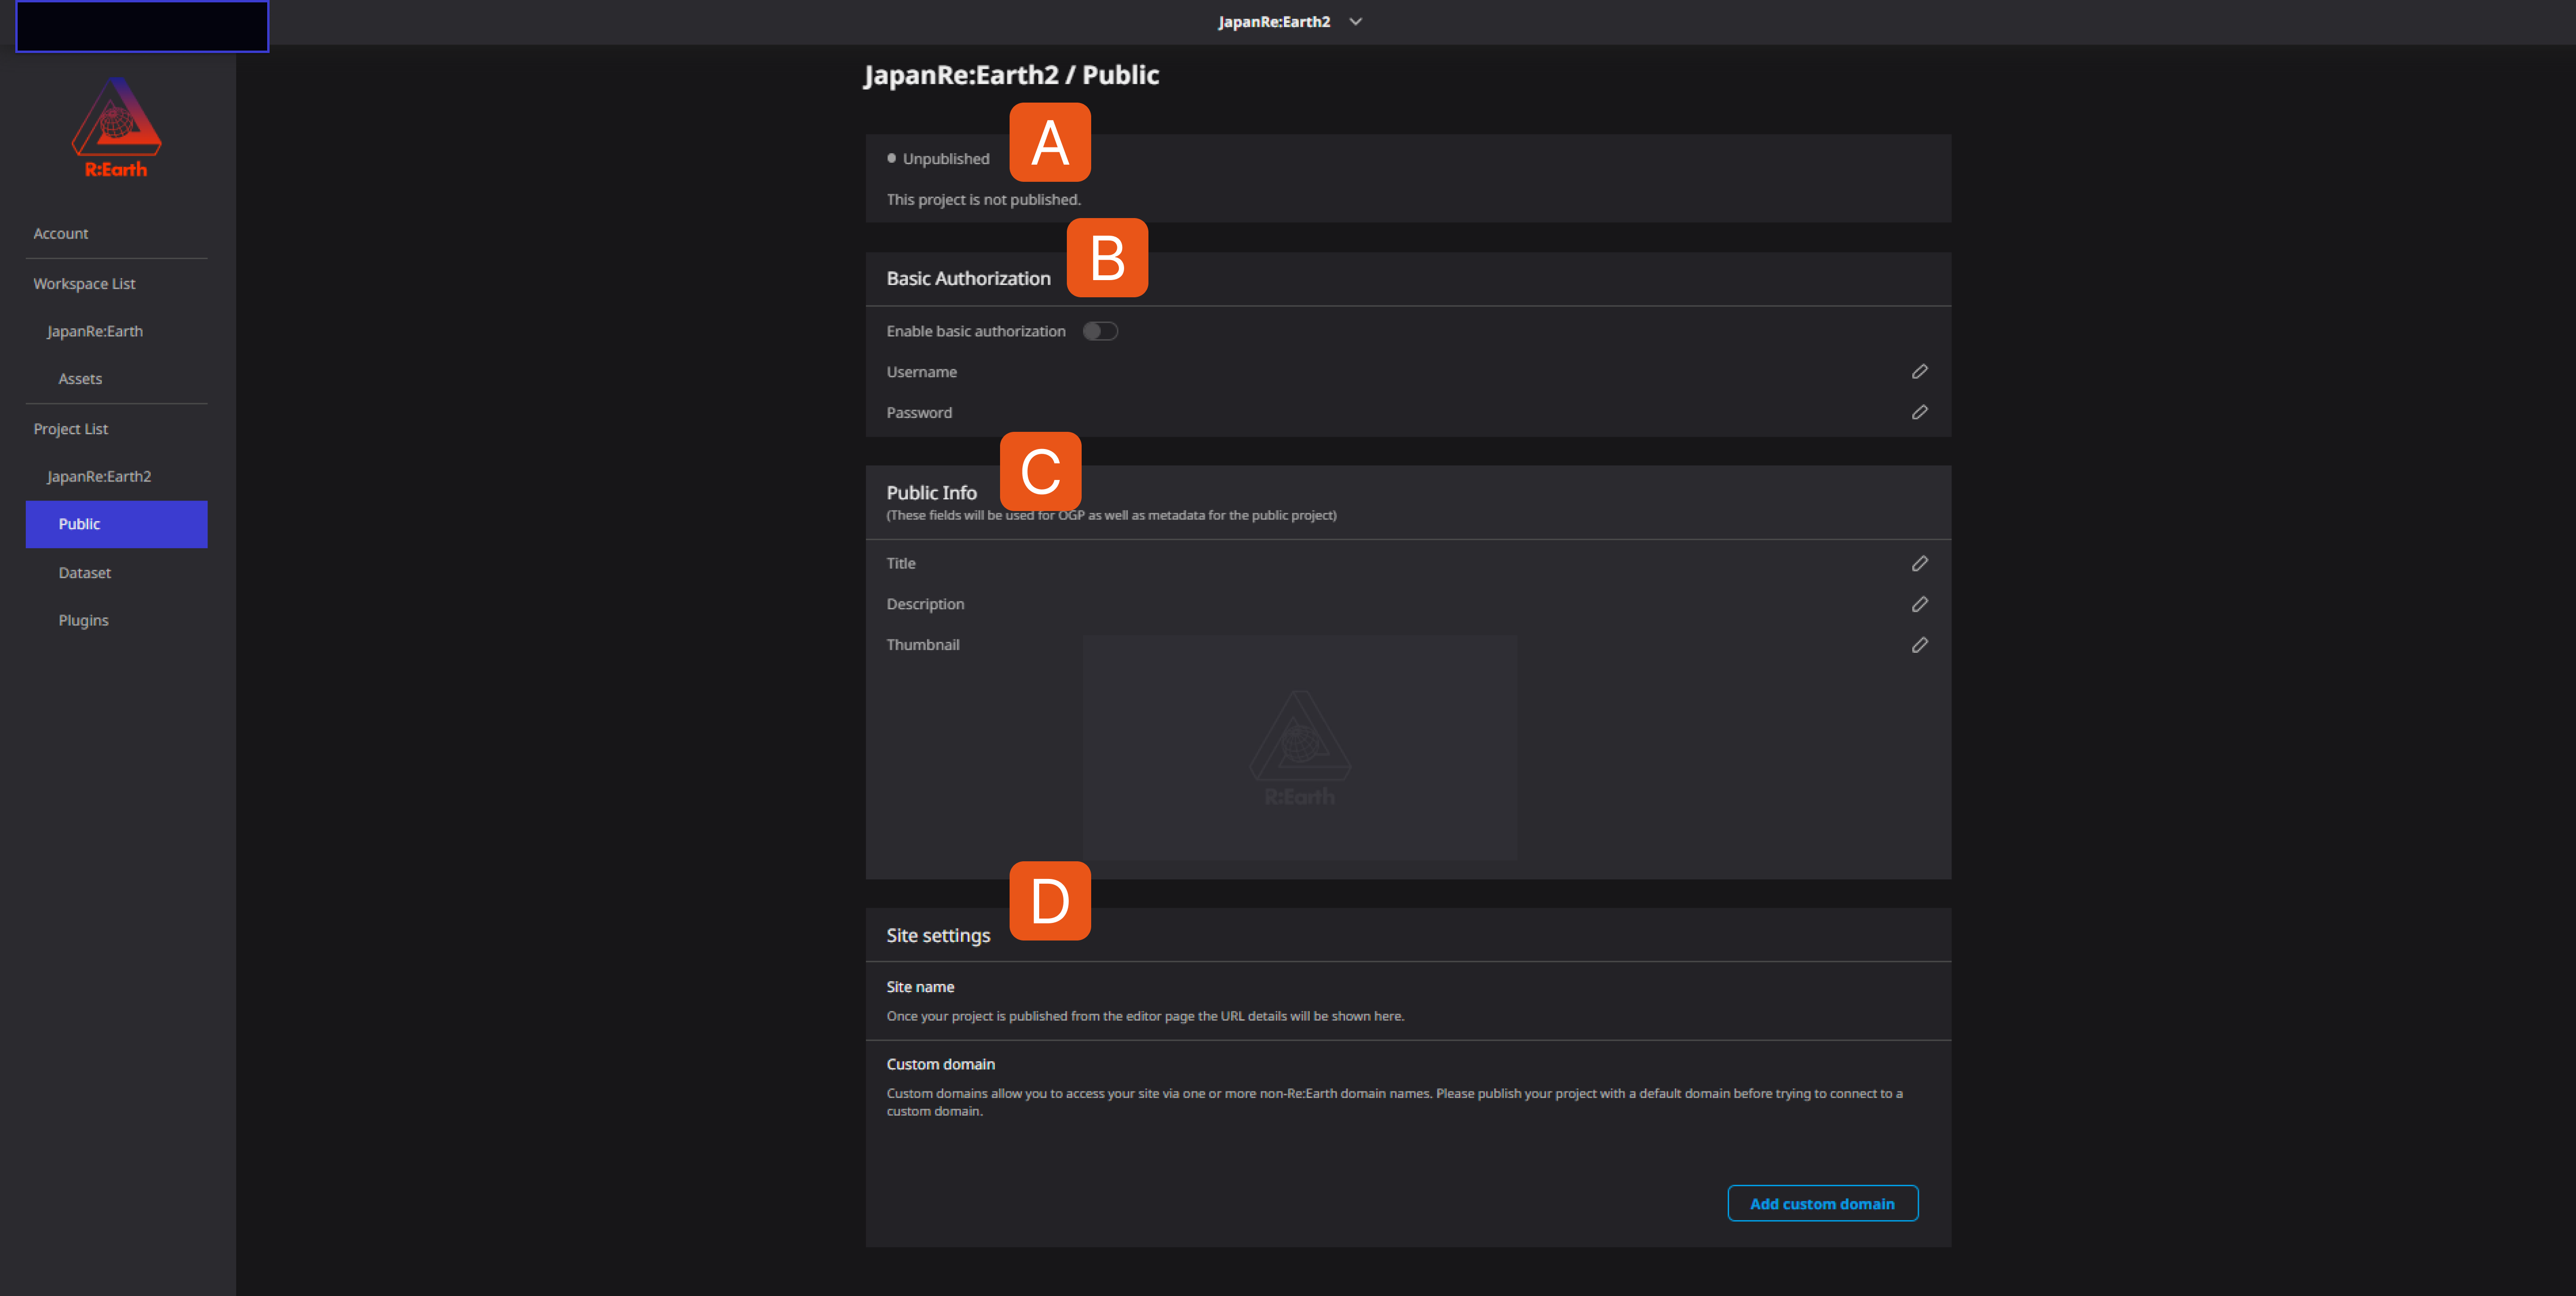 JapanRe:Earth2
R:Earth
Account
Workspace List
JapanRe:Earth
Assets
Project List
JapanRe:Earth2
Public
Dataset
Plugins
JapanRe:Earth2 / Public
A
Unpublished
This project is not published.
B
Basic Authorization
Enable basic authorization
Username
Password
C
Public Info
(These fields will be used for OGP as well as metadata for the public project)
Title
Description
Thumbnail
R:Earth
D
Site settings
Site name
Once your project is published from the editor page the URL details will be shown here.
Custom domain
Custom domains allow you to access your site via one or more non-Re:Earth domain names. Please publish your project with a default domain before trying to connect to a
custom domain.
Add custom domain